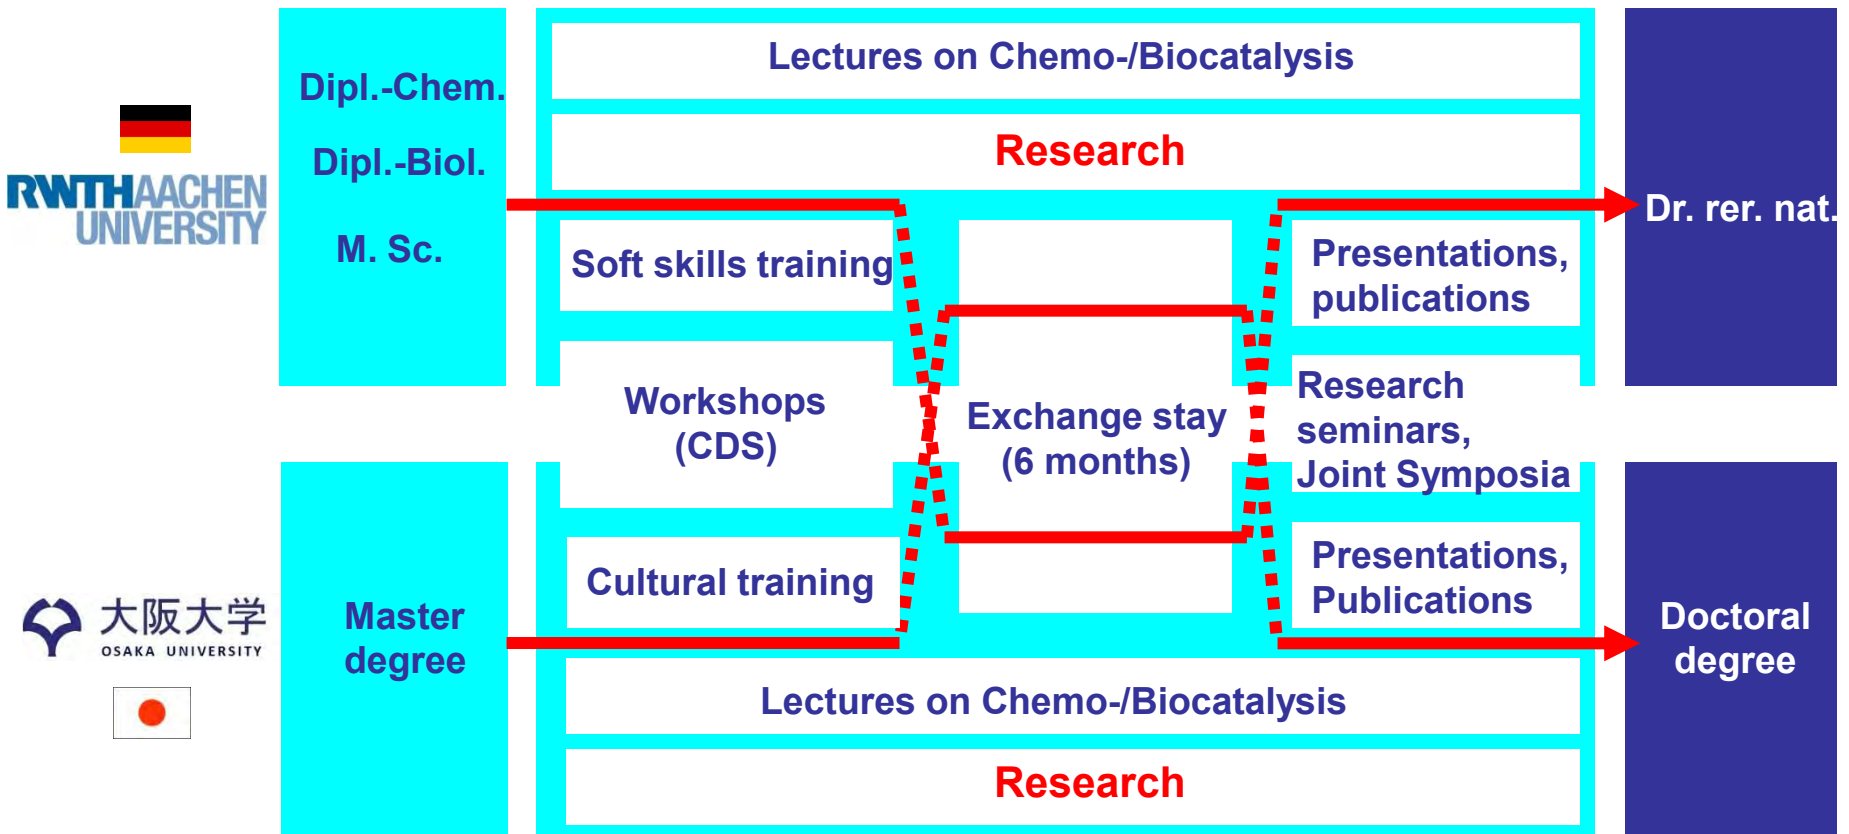 RWTHAACHEN
UNIVERSITY
Dipl.-Chem.
Dipl.-Biol.
M. Sc.
Lectures on Chemo-/Biocatalysis
Research
Soft skills training
Workshops
(CDS)
Cultural training
Exchange stay
(6 months)
Presentations,
publications
Research
seminars,
Joint Symposia
Presentations,
Publications
Dr. rer. nat.
大阪大学
OSAKA UNIVERSITY
Master
degree
Lectures on Chemo-/Biocatalysis
Research
Doctoral
degree